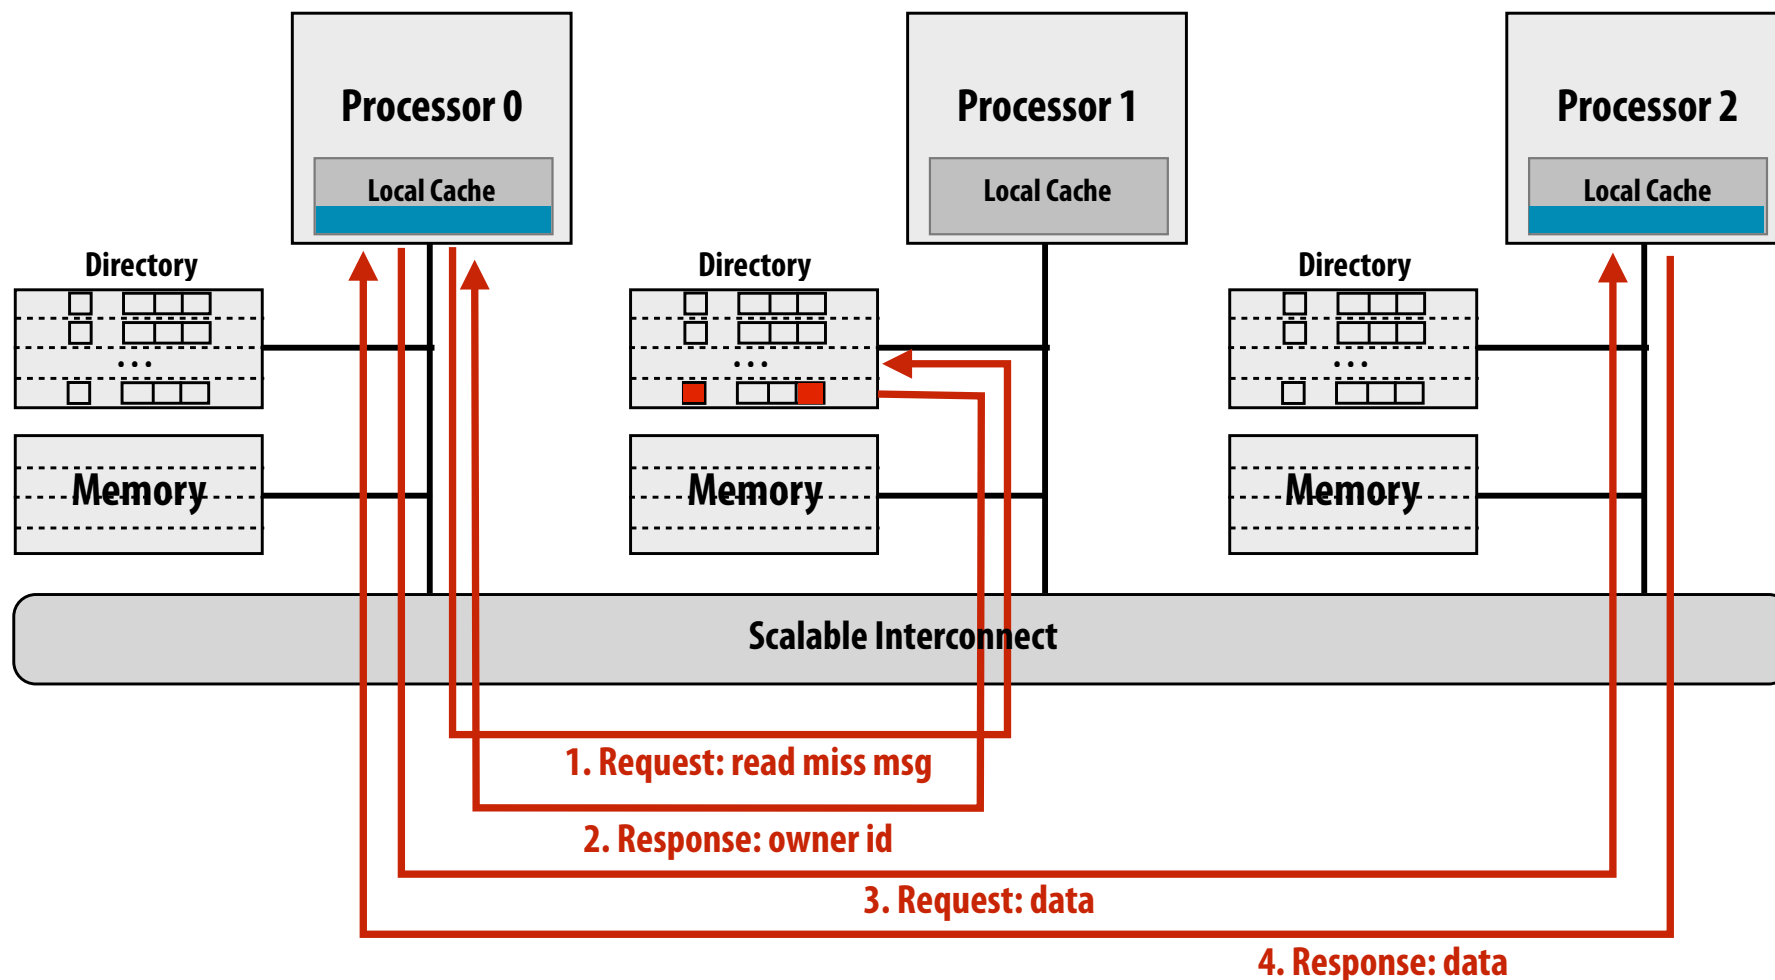 Processor 0
Processor 1
Processor 2
Local Cache
Local Cache
Local Cache
Directory
Directory
Directory
...
...
...
Memory
Memory
Memory
Scalable Interconnect
1. Request: read miss msg
2. Response: owner id
3. Request: data
4. Response: data